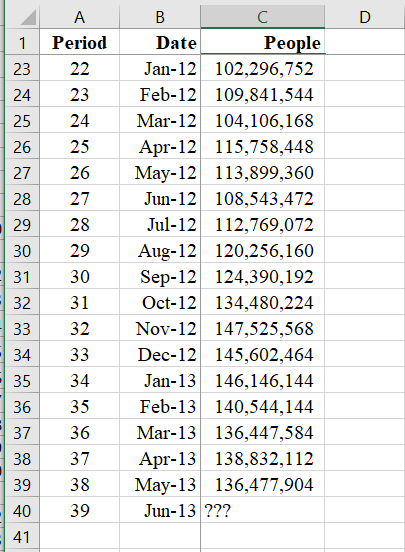 A B C D
1 Period Date People
23 22 Jan-12 102,296,752
24 23 Feb-12 109,841,544
25 24 Mar-12 104,106,168
26 25 Apr-12 115,758,448
27 26 May-12 113,899,360
28 27 Jun-12 108,543,472
29 28 Jul-12 112,769,072
30 29 Aug-12 120,256,160
31 30 Sep-12 124,390,192
32 31 Oct-12 134,480,224
33 32 Nov-12 147,525,568
34 33 Dec-12 145,602,464
35 34 Jan-13 146,146,144
36 35 Feb-13 140,544,144
37 36 Mar-13 136,447,584
38 37 Apr-13 138,832,112
39 38 May-13 136,477,904
40 39 Jun-13 ???
41